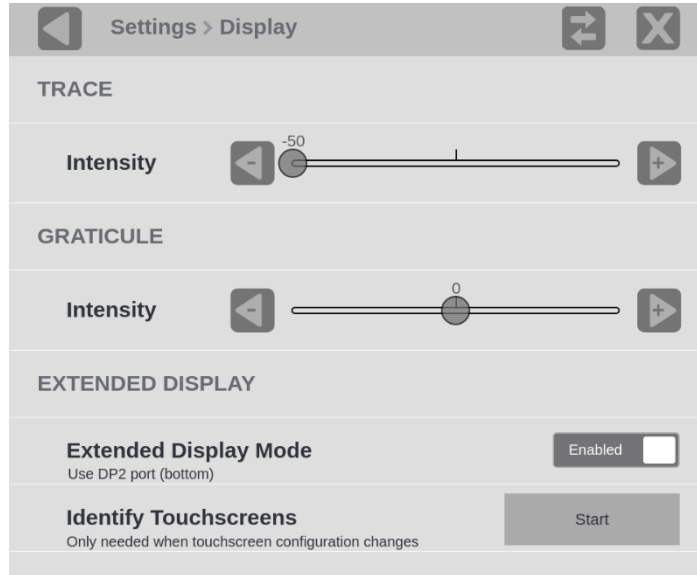 Settings > Display
TRACE
-50
Intensity - +
GRATICULE
0
Intensity - +
EXTENDED DISPLAY
Extended Display Mode
Enabled
Use DP2 port (bottom)
Identify Touchscreens
Start
Only needed when touchscreen configuration changes